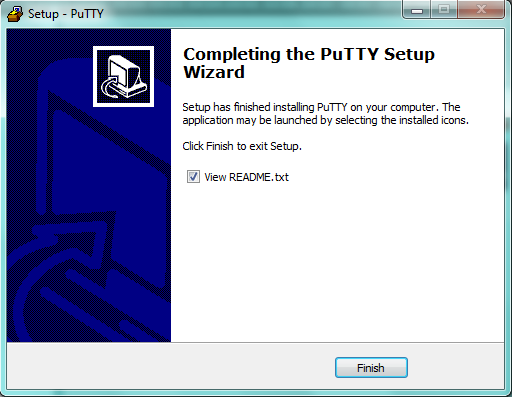 Setup - PuTTY
Completing the PuTTY Setup
Wizard
Setup has finished installing PuTTY on your computer. The
application may be launched by selecting the installed icons.
Click Finish to exit Setup.
View README.txt
Finish